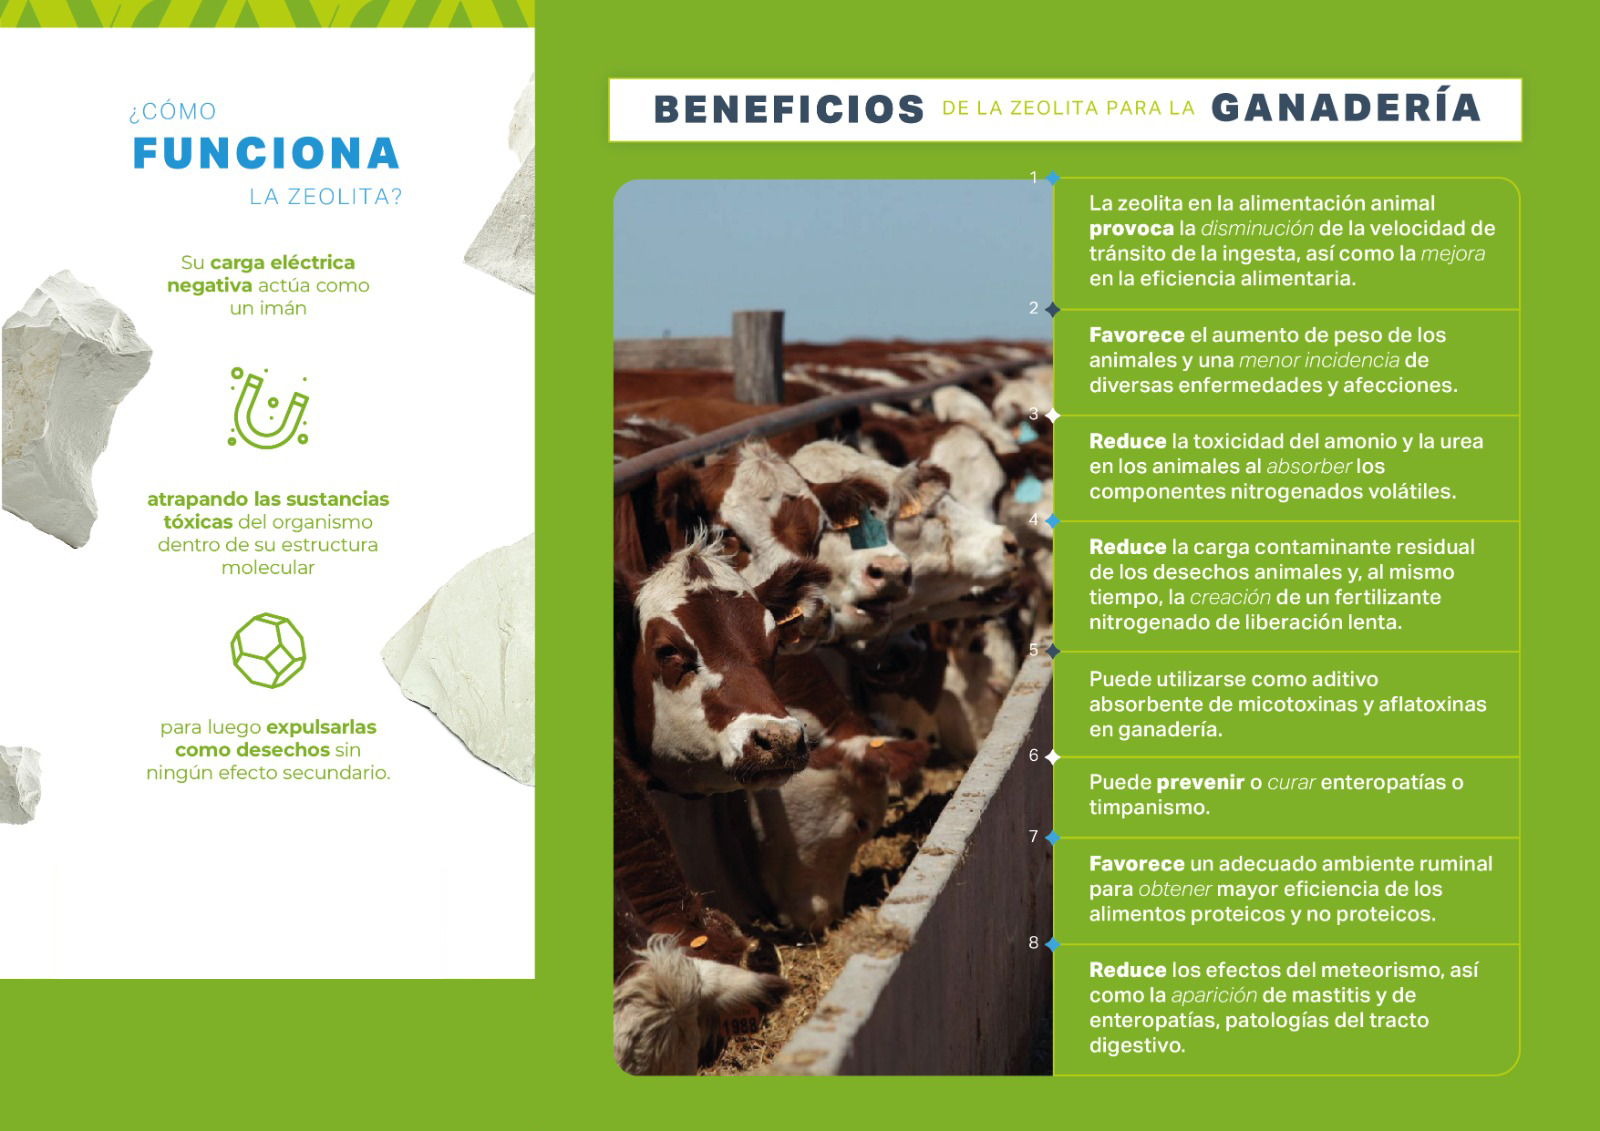 ¿CÓMO
FUNCIONA
LA ZEOLITA?
Su carga eléctrica
negativa actúa como
un imán
atrapando las sustancias
tóxicas del organismo
dentro de su estructura
molecular
para luego expulsarlas
como desechos sin
ningún efecto secundario.
BENEFICIOS DE LA ZEOLITA PARA LA GANADERÍA
1
La zeolita en la alimentación animal
provoca la disminución de la velocidad de
tránsito de la ingesta, así como la mejora
en la eficiencia alimentaria.
2
Favorece el aumento de peso de los
animales y una menor incidencia de
diversas enfermedades y afecciones.
3
Reduce la toxicidad del amonio y la urea
en los animales al absorber los
componentes nitrogenados volátiles.
4
Reduce la carga contaminante residual
de los desechos animales y, al mismo
tiempo, la creación de un fertilizante
nitrogenado de liberación lenta.
5
Puede utilizarse como aditivo
absorbente de micotoxinas y aflatoxinas
en ganadería.
6
Puede prevenir o curar enteropatías o
timpanismo.
7
Favorece un adecuado ambiente ruminal
para obtener mayor eficiencia de los
alimentos proteicos y no proteicos.
8
Reduce los efectos del meteorismo, así
como la aparición de mastitis y de
enteropatías, patologías del tracto
digestivo.
1988